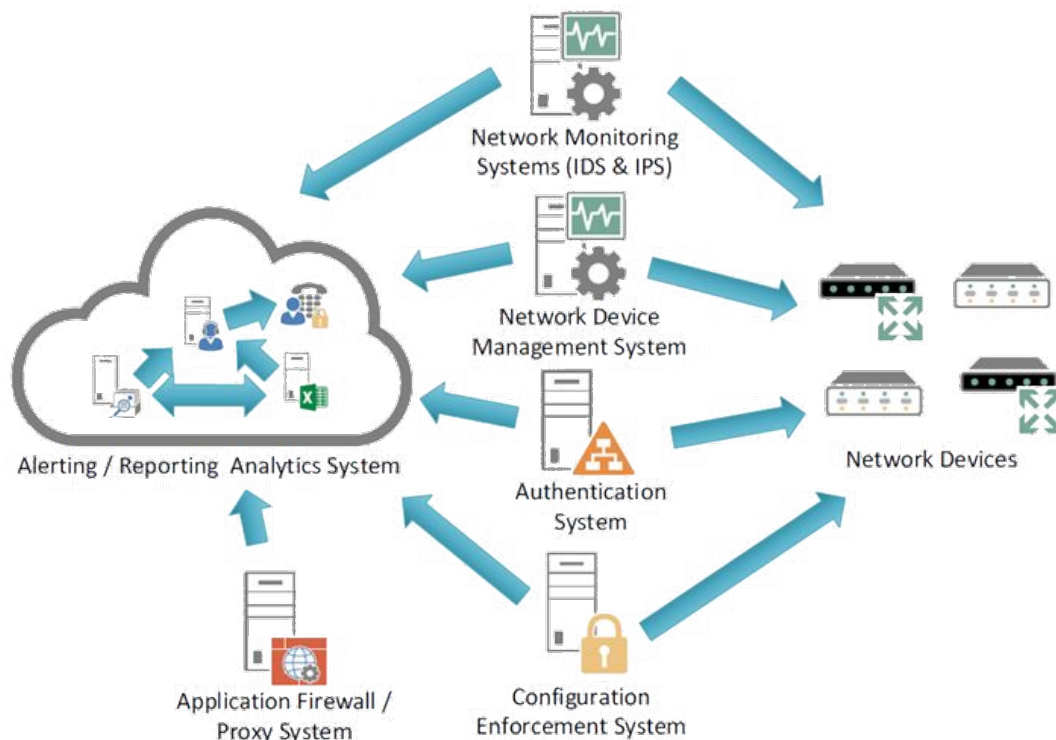 Network Monitoring
Systems (IDS & IPS)
Network Device
Management System
Alerting / Reporting Analytics System
Authentication
System
Network Devices
Application Firewall /
Proxy System
Configuration
Enforcement System